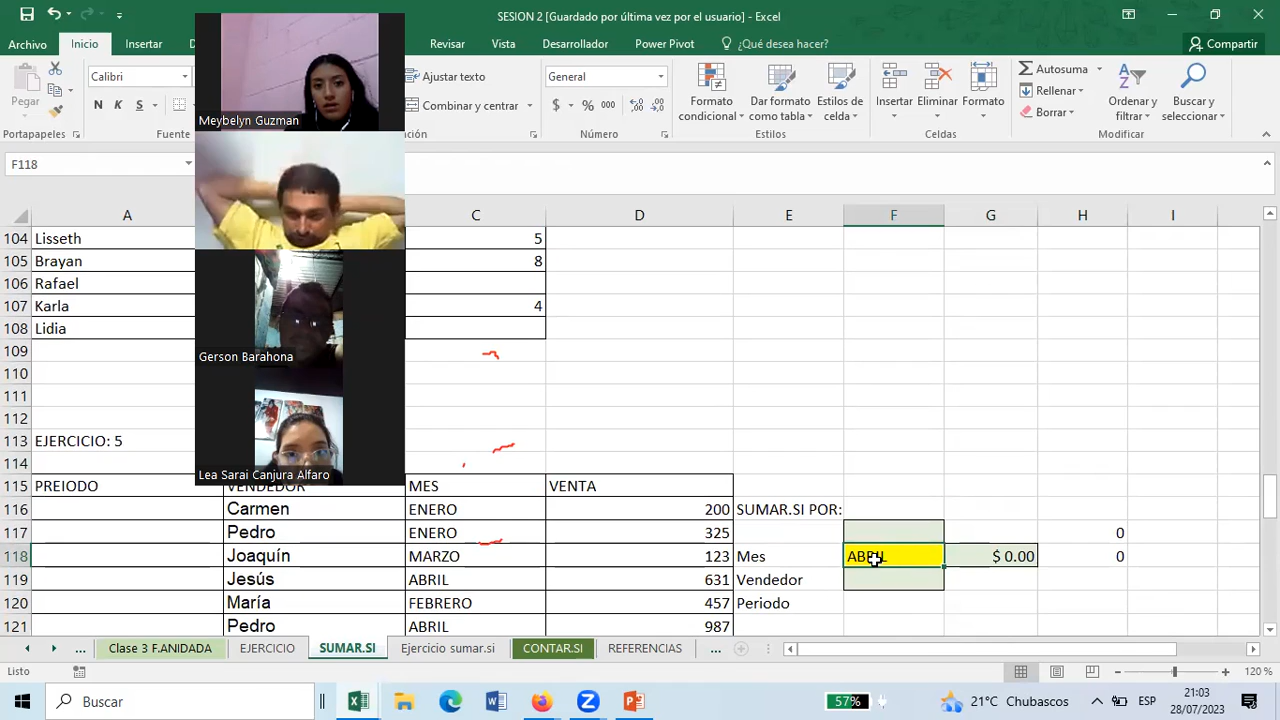 SESION 2 [Guardado por última vez por el usuario] - Excel
Archivo Inicio Insertar Revisar Vista Desarrollador Power Pivot ¿Qué desea hacer? Compartir
Pegar
Portapapeles
Calibri
N K S
Fuente
Ajustar texto
Combinar y centrar
General
$ % 000
Número
Formato condicional
Dar formato como tabla
Estilos de celda
Estilos
Insertar Eliminar Formato
Celdas
Autosuma
Rellenar
Borrar
Ordenar y filtrar
Buscar y seleccionar
Modificar
Meybelyn Guzman
Gerson Barahona
Lea Sarai Canjura Alfaro
F118
A C D E F G H I
104 Lisseth 5
105 Brayan 8
106 Rafael
107 Karla 4
108 Lidia
109
110
111
112
113 EJERCICIO: 5
114
115 PREIODO VENDEDOR MES VENTA
116 Carmen ENERO 200 SUMAR.SI POR:
117 Pedro ENERO 325 0
118 Joaquín MARZO 123 Mes ABRIL $ 0.00 0
119 Jesús ABRIL 631 Vendedor
120 María FEBRERO 457 Periodo
121 Pedro ABRIL 987
... Clase 3 F.ANIDADA EJERCICIO SUMAR.SI Ejercicio sumar.si CONTAR.SI REFERENCIAS ...
Listo 120 %
Buscar 57% 21°C Chubascos ESP 21:03
28/07/2023